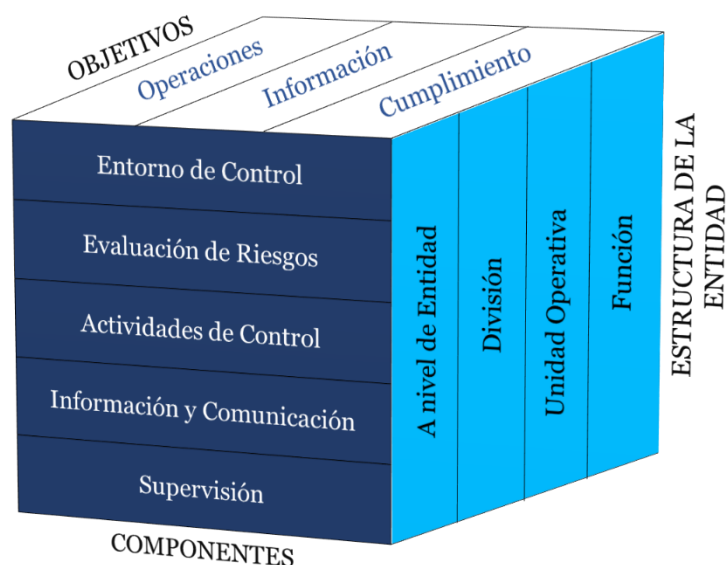 OBJETIVOS
Operaciones
Información
Cumplimiento
Entorno de Control
Evaluación de Riesgos
Actividades de Control
Información y Comunicación
Supervisión
COMPONENTES
A nivel de Entidad
División
Unidad Operativa
Función
ESTRUCTURA DE LA
ENTIDAD